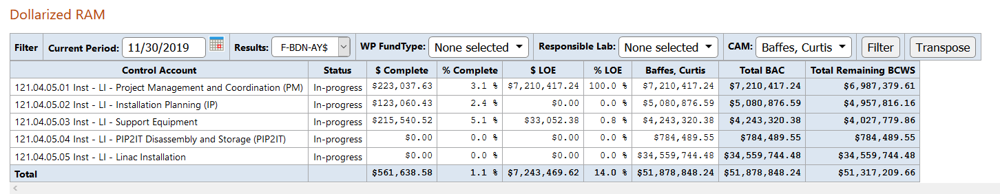 Dollarized RAM
Filter Current Period: 11/30/2019 Results: F-BDN-AY$ WP FundType: None selected Responsible Lab: None selected CAM: Baffes, Curtis Filter Transpose
Control Account Status $ Complete % Complete $ LOE % LOE Baffes, Curtis Total BAC Total Remaining BCWS
121.04.05.01 Inst - LI - Project Management and Coordination (PM) In-progress $223,037.63 3.1 % $7,210,417.24 100.0 % $7,210,417.24 $7,210,417.24 $6,987,379.61
121.04.05.02 Inst - LI - Installation Planning (IP) In-progress $123,060.43 2.4 % $0.00 0.0 % $5,080,876.59 $5,080,876.59 $4,957,816.16
121.04.05.03 Inst - LI - Support Equipment In-progress $215,540.52 5.1 % $33,052.38 0.8 % $4,243,320.38 $4,243,320.38 $4,027,779.86
121.04.05.04 Inst - LI - PIP2IT Disassembly and Storage (PIP2IT) In-progress $0.00 0.0 % $0.00 0.0 % $784,489.55 $784,489.55 $784,489.55
121.04.05.05 Inst - LI - Linac Installation In-progress $0.00 0.0 % $0.00 0.0 % $34,559,744.48 $34,559,744.48 $34,559,744.48
Total $561,638.58 1.1 % $7,243,469.62 14.0 % $51,878,848.24 $51,878,848.24 $51,317,209.66